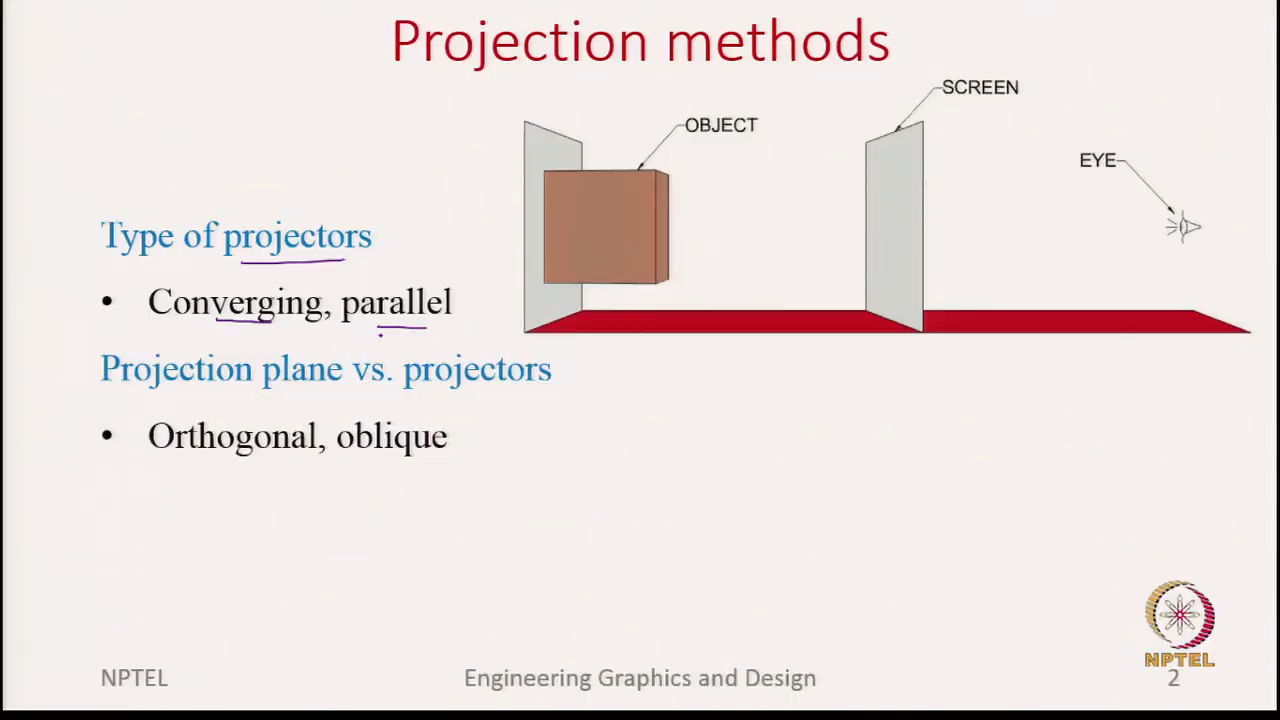 Projection methods
SCREEN
OBJECT
EYE
Type of projectors
• Converging, parallel
Projection plane vs. projectors
• Orthogonal, oblique
NPTEL
NPTEL
Engineering Graphics and Design
2